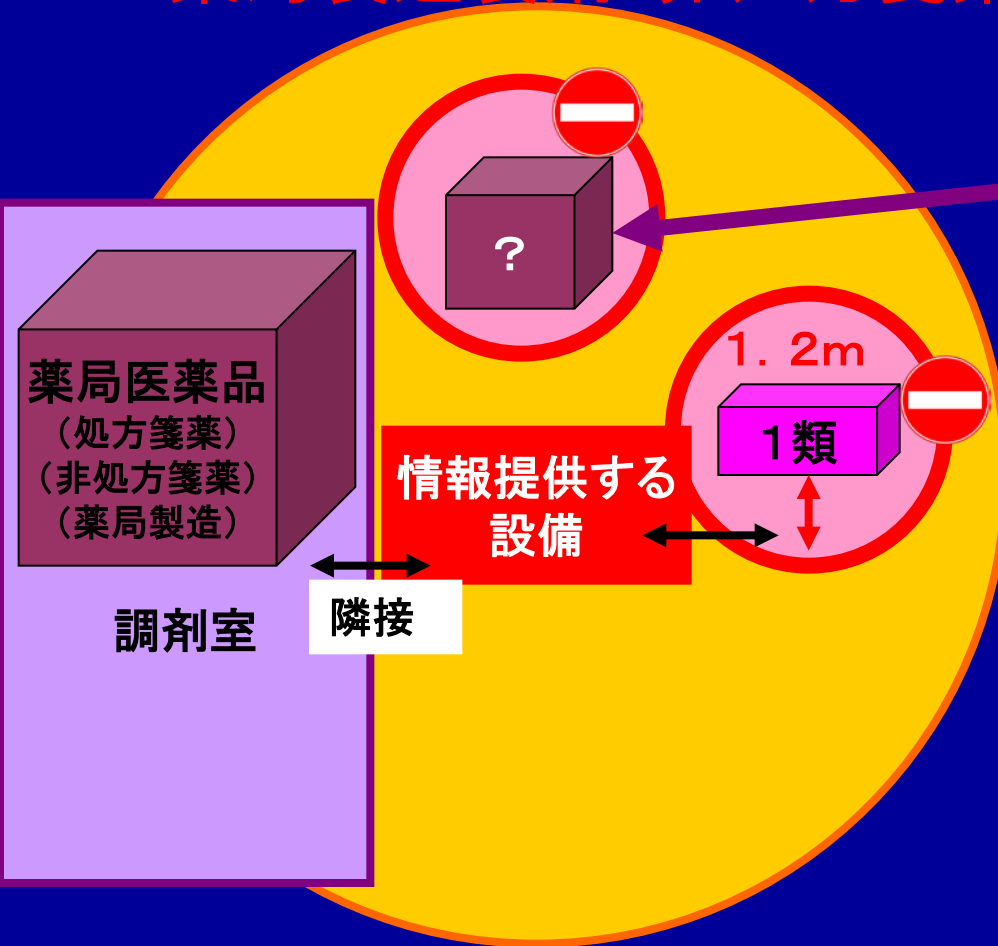 ?
1.2m
1類
薬局医薬品
(処方箋薬)
(非処方箋薬)
(薬局製造)
情報提供する
設備
隣接
調剤室